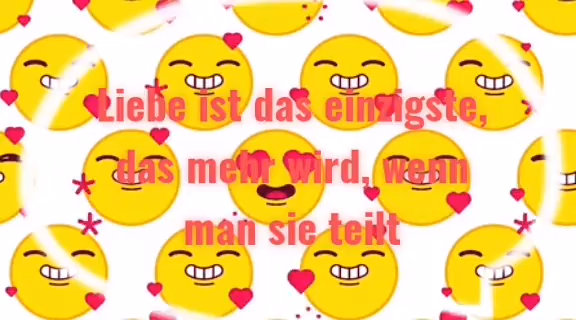 Liebe ist das einzigste,
das mehr wird, wenn
man sie teilt